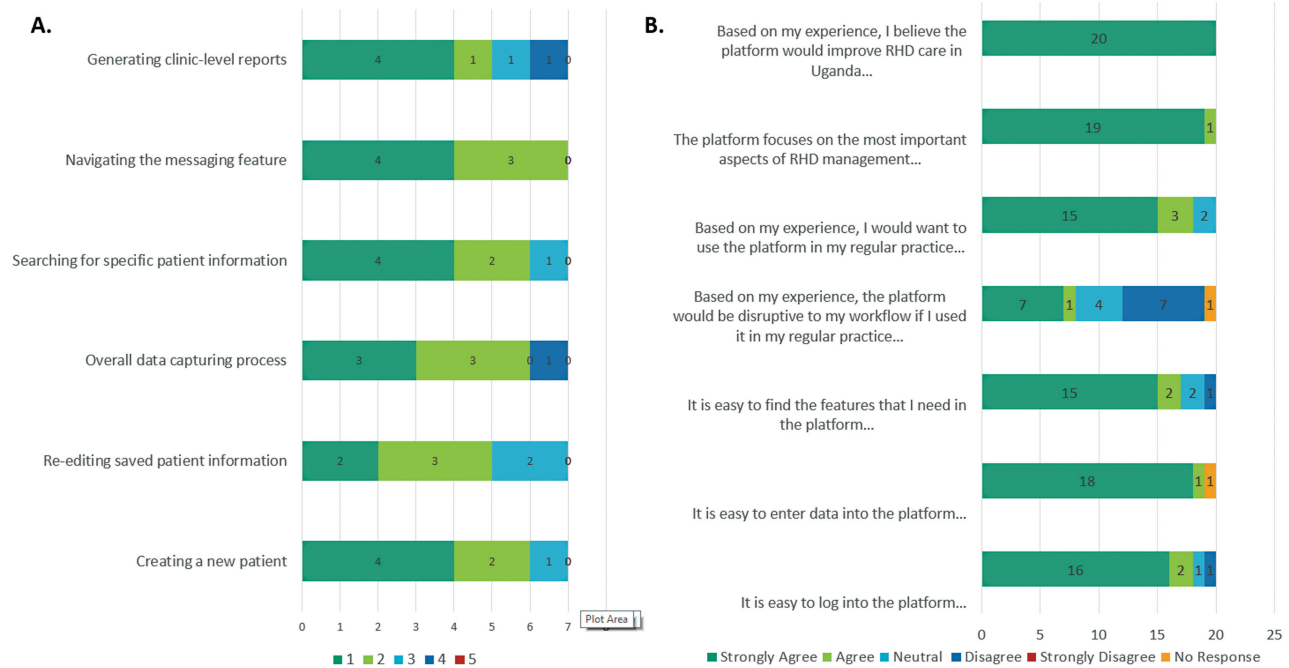 A.
Generating clinic-level reports
4 1 1 1 0
Navigating the messaging feature
4 3 0
Searching for specific patient information
4 2 1 0
Overall data capturing process
3 3 0 1 0
Re-editing saved patient information
2 3 2 0
Creating a new patient
4 2 1 0
0 1 2 3 4 5 6 7
Plot Area
1 2 3 4 5
B.
Based on my experience, I believe the
platform would improve RHD care in
Uganda...
20
The platform focuses on the most important
aspects of RHD management...
19 1
Based on my experience, I would want to
use the platform in my regular practice...
15 3 2
Based on my experience, the platform
would be disruptive to my workflow if I used
it in my regular practice...
7 1 4 7 1
It is easy to find the features that I need in
the platform...
15 2 2 1
It is easy to enter data into the platform...
18 1 1
It is easy to log into the platform...
16 2 1 1
0 5 10 15 20 25
Strongly Agree Agree Neutral Disagree Strongly Disagree No Response